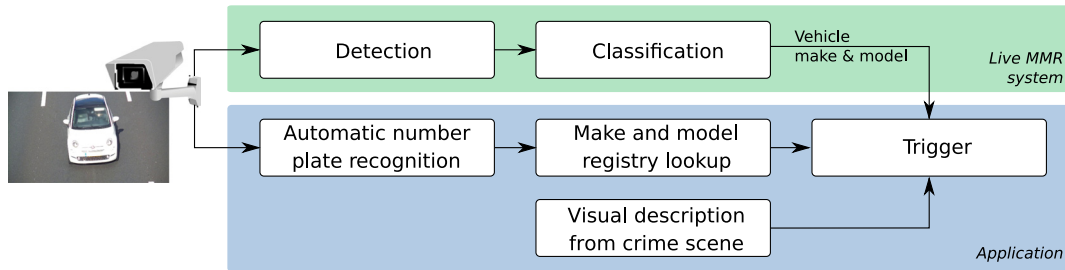 Detection
Classification
Vehicle
make & model
Live MMR
system
Automatic number
plate recognition
Make and model
registry lookup
Trigger
Visual description
from crime scene
Application